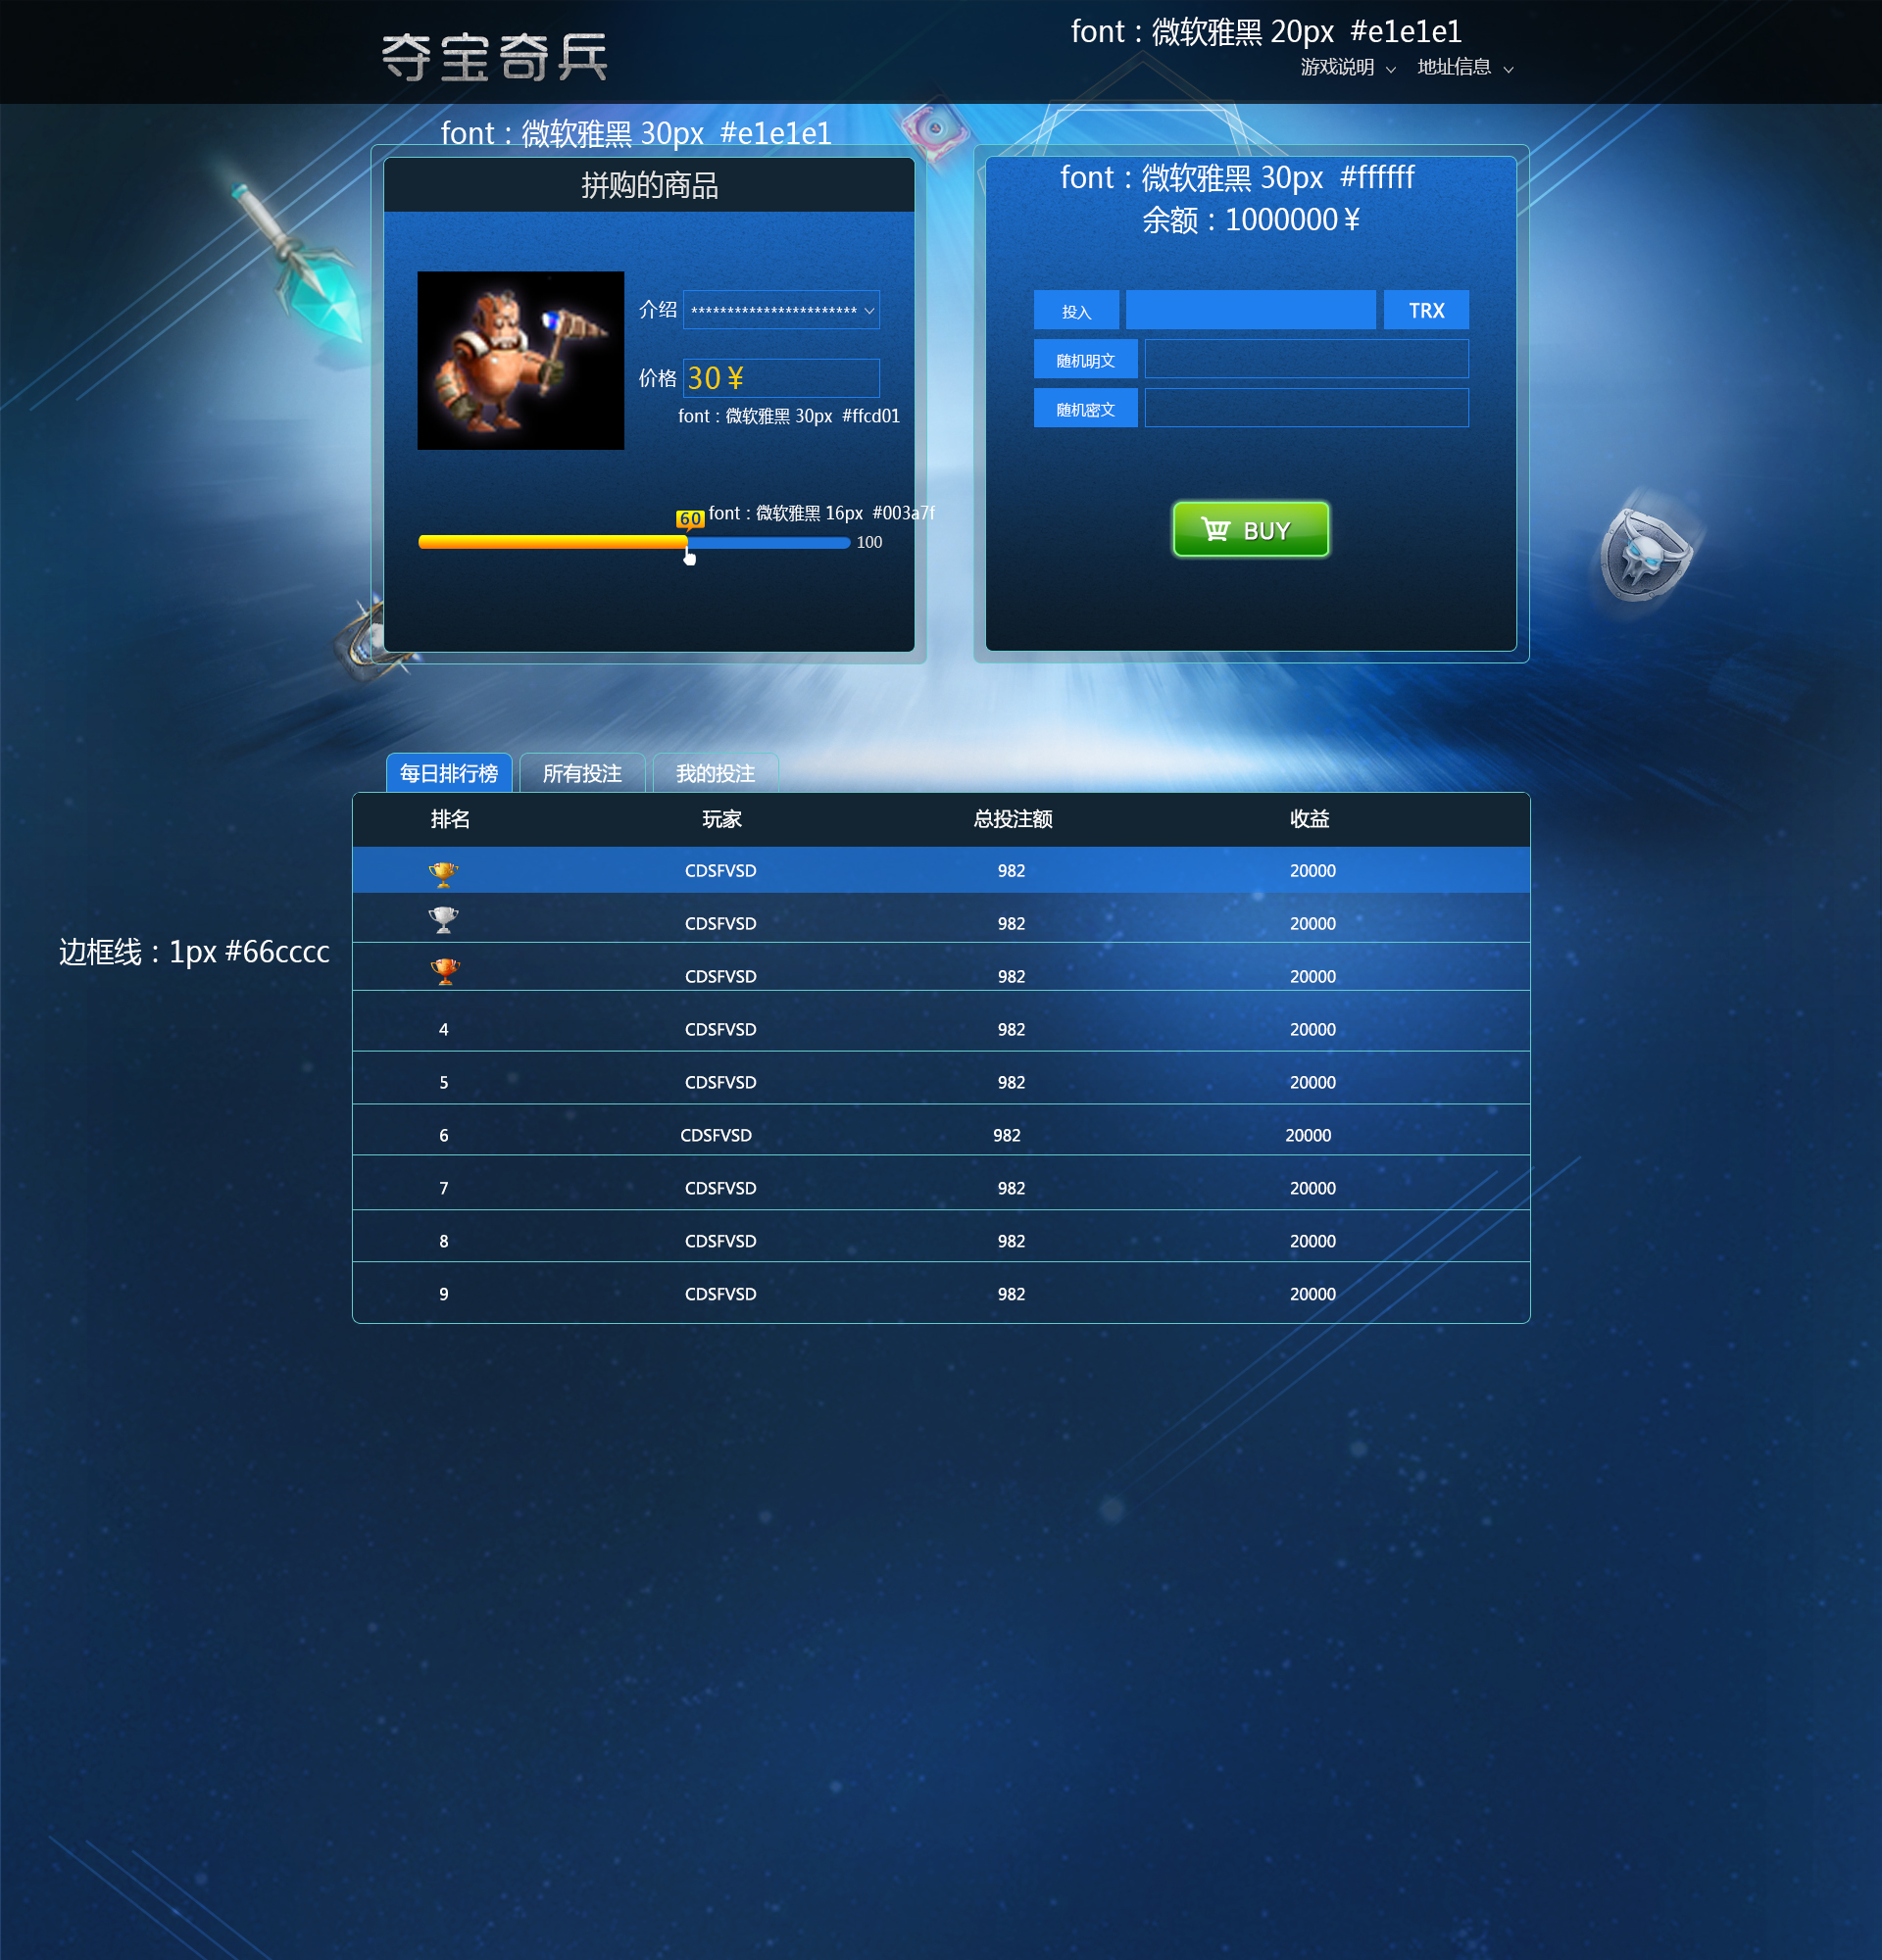 夺宝奇兵
font：微软雅黑 20px #e1e1e1
游戏说明 地址信息
font：微软雅黑 30px #e1e1e1
拼购的商品
介绍 ***********************
价格 30￥
font：微软雅黑 30px #ffcd01
60 font：微软雅黑 16px #003a7f
100
font：微软雅黑 30px #ffffff
余额：1000000￥
投入 TRX
随机明文
随机密文
BUY
每日排行榜 所有投注 我的投注
排名 玩家 总投注额 收益
CDSFVSD 982 20000
CDSFVSD 982 20000
边框线：1px #66cccc
CDSFVSD 982 20000
4 CDSFVSD 982 20000
5 CDSFVSD 982 20000
6 CDSFVSD 982 20000
7 CDSFVSD 982 20000
8 CDSFVSD 982 20000
9 CDSFVSD 982 20000